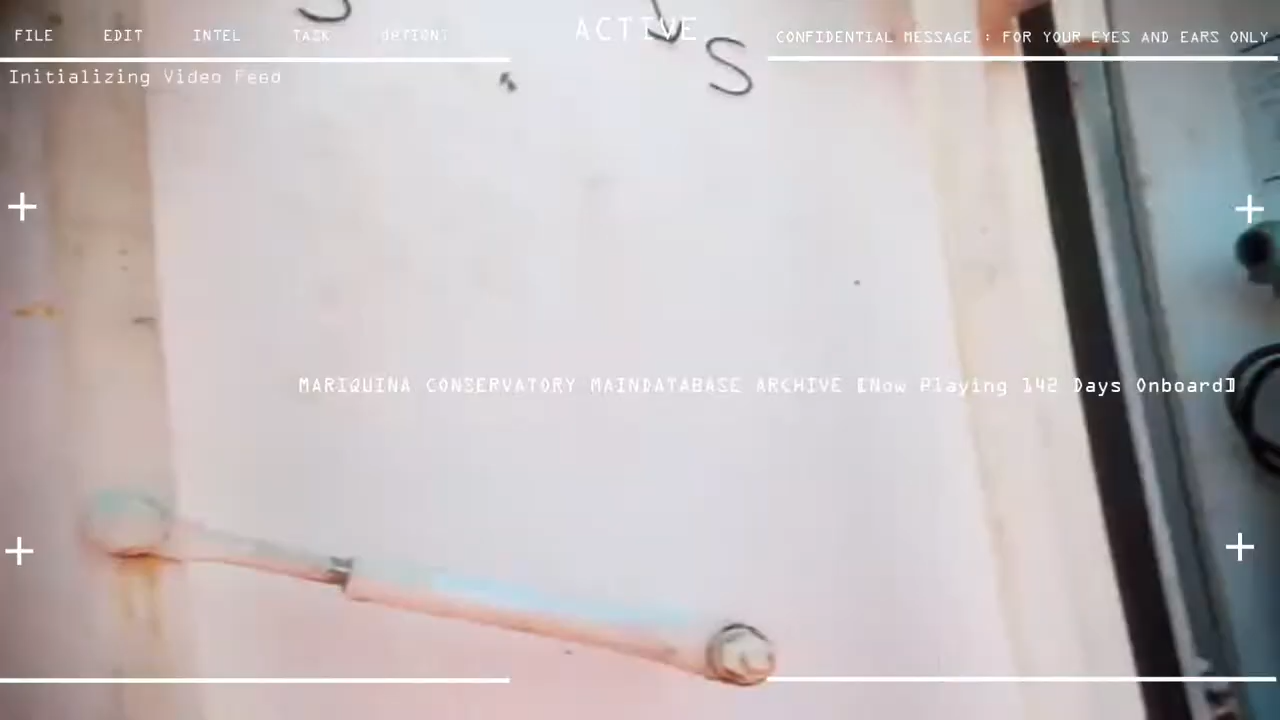 ACTIVE
FILE EDIT INTEL TASK OPTIONS
CONFIDENTIAL MESSAGE : FOR YOUR EYES AND EARS ONLY
Initializing Video Feed
S
MARIQUINA CONSERVATORY MAINDATABASE ARCHIVE [Now Playing 142 Days Onboard]